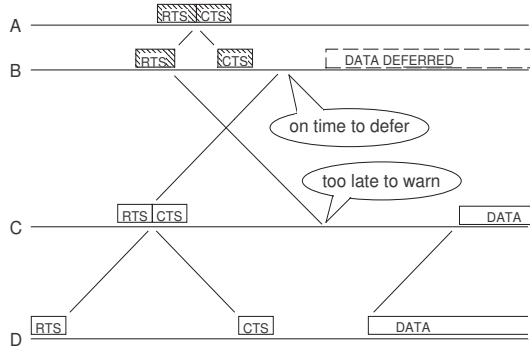 RTS CTS
A
RTS CTS DATA DEFERRED
B
on time to defer
too late to warn
RTS CTS DATA
C
RTS CTS DATA
D